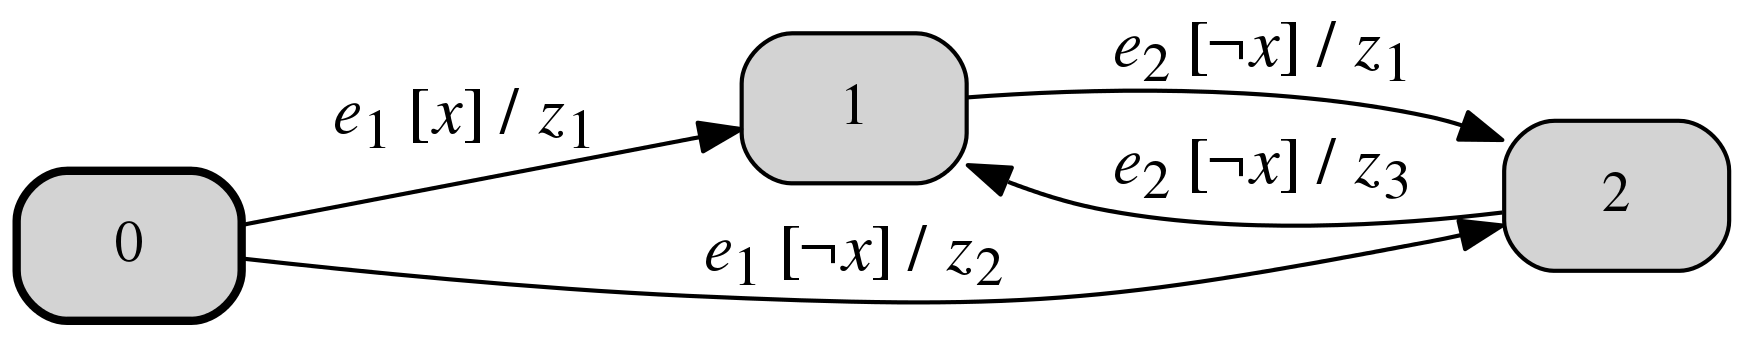 e₂ [¬x] / z₁
e₁ [x] / z₁
1
e₂ [¬x] / z₃
2
0
e₁ [¬x] / z₂